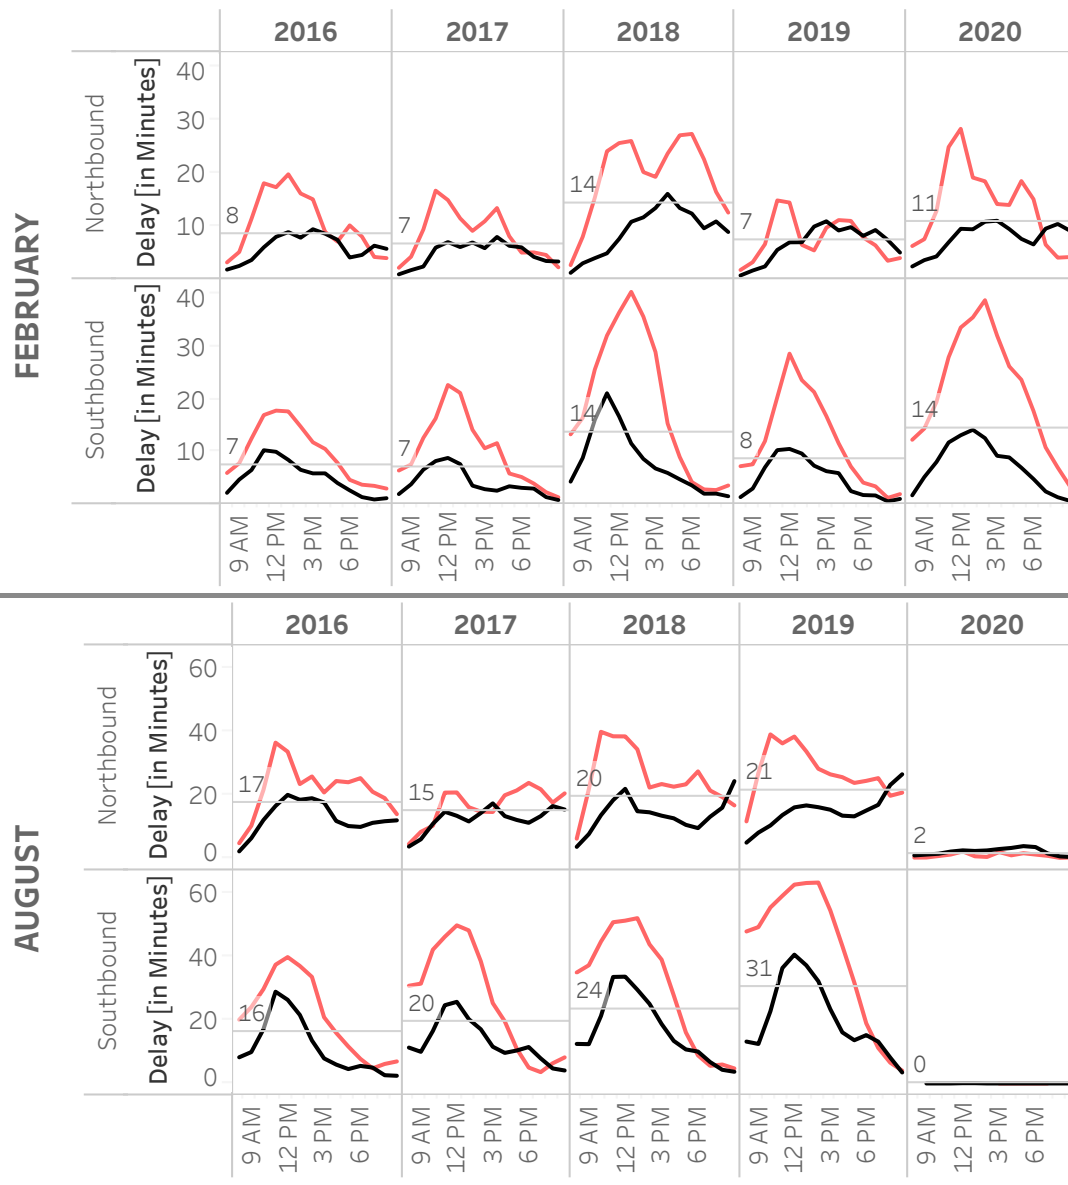 2016 2017 2018 2019 2020
FEBRUARY
Northbound
Delay [in Minutes]
40
30
20
10
8 7 14 7 11
Southbound
Delay [in Minutes]
40
30
20
10
7 7 14 8 14
9 AM 12 PM 3 PM 6 PM 9 AM 12 PM 3 PM 6 PM 9 AM 12 PM 3 PM 6 PM 9 AM 12 PM 3 PM 6 PM 9 AM 12 PM 3 PM 6 PM
2016 2017 2018 2019 2020
AUGUST
Northbound
Delay [in Minutes]
60
40
20
0
17 15 20 21 2
Southbound
Delay [in Minutes]
60
40
20
0
16 20 24 31 0
9 AM 12 PM 3 PM 6 PM 9 AM 12 PM 3 PM 6 PM 9 AM 12 PM 3 PM 6 PM 9 AM 12 PM 3 PM 6 PM 9 AM 12 PM 3 PM 6 PM